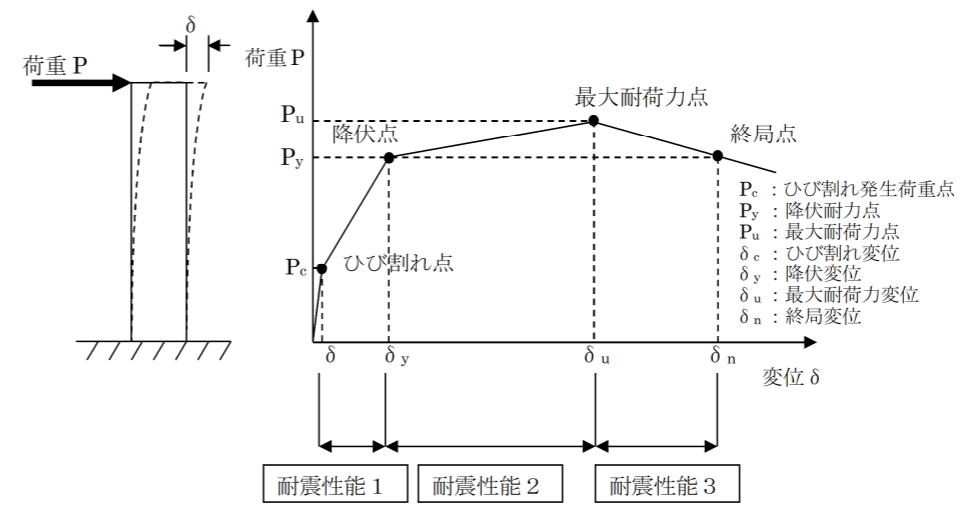 δ
荷重 P
荷重 P
最大耐荷力点
Pu
降伏点
終局点
Py
Pc ：ひび割れ発生荷重点
Py ：降伏耐力点
Pu ：最大耐荷力点
δc ：ひび割れ変位
δy ：降伏変位
δu ：最大耐荷力変位
δn ：終局変位
Pc
ひび割れ点
δ
δy
δu
δn
変位 δ
耐震性能 1
耐震性能 2
耐震性能 3